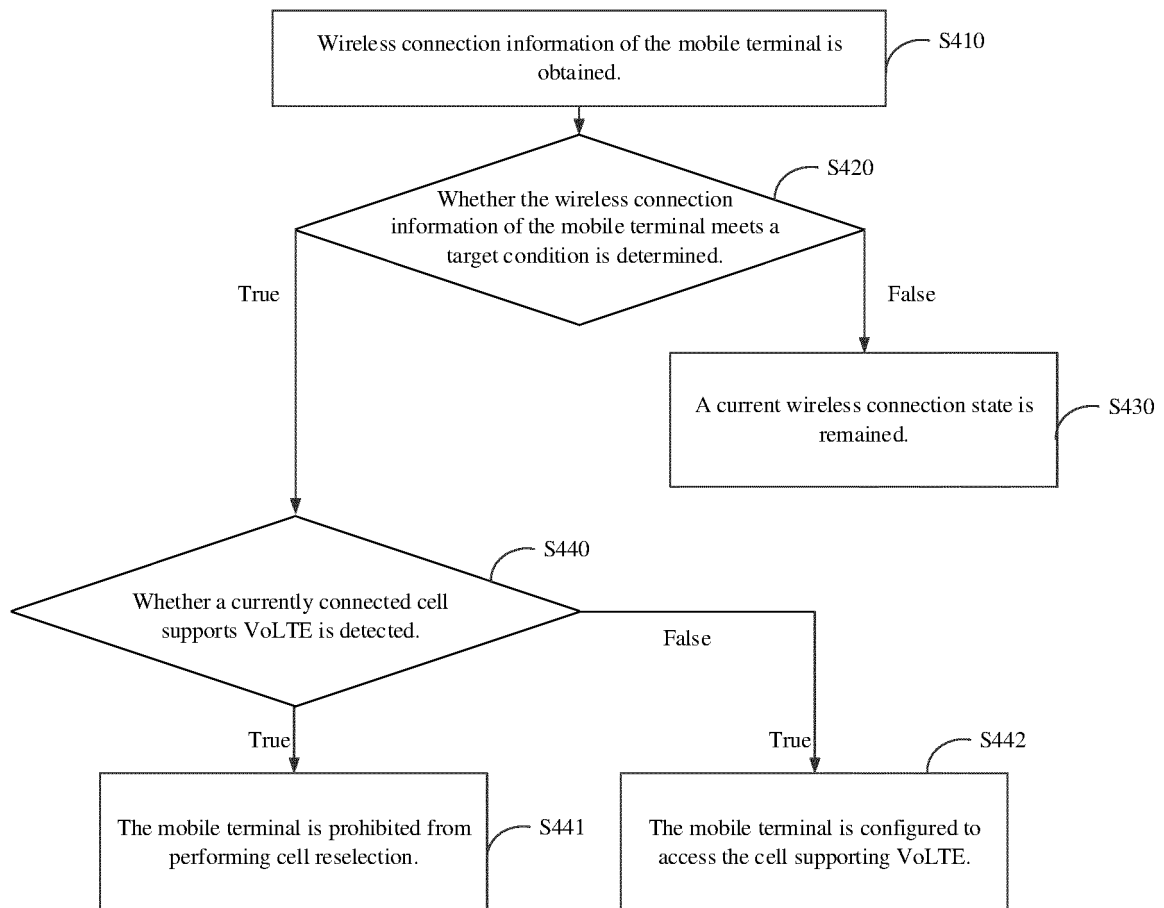 Wireless connection information of the mobile terminal is
obtained.
S410
S420
Whether the wireless connection
information of the mobile terminal meets a
target condition is determined.
True
False
A current wireless connection state is
remained.
S430
S440
Whether a currently connected cell
supports VoLTE is detected.
False
True
True
S442
The mobile terminal is prohibited from
performing cell reselection.
S441
The mobile terminal is configured to
access the cell supporting VoLTE.